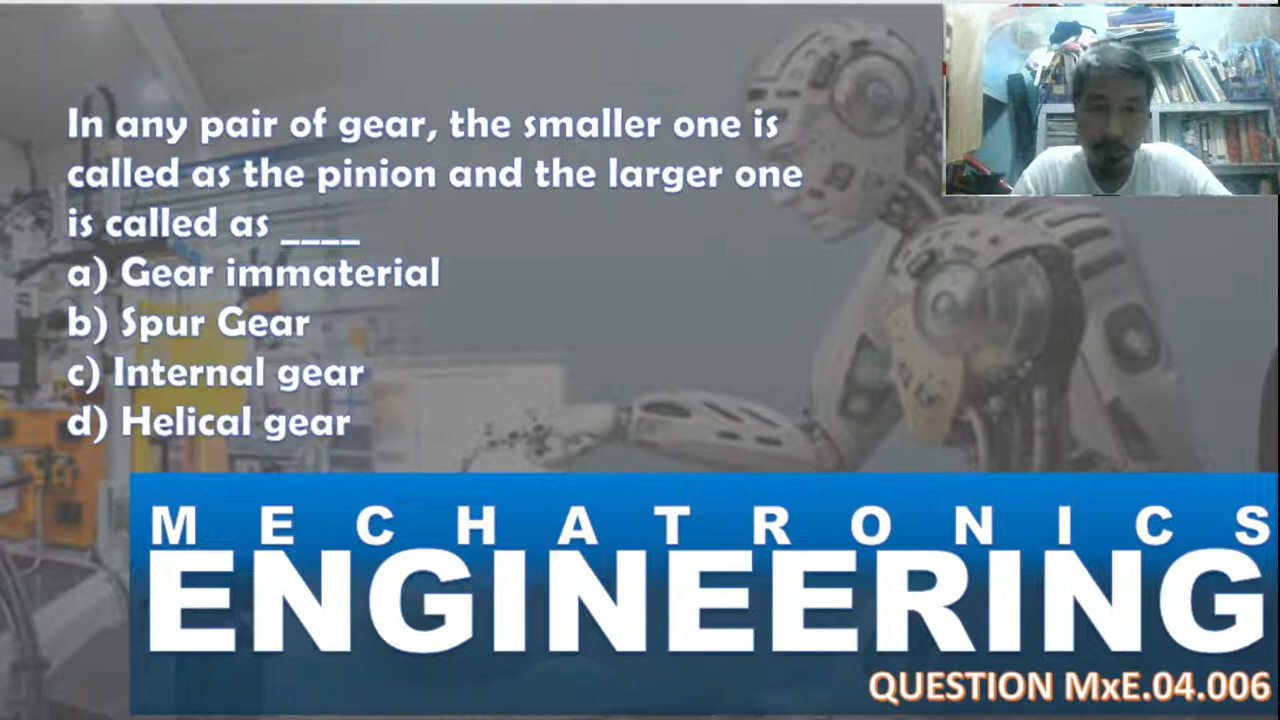 In any pair of gear, the smaller one is
called as the pinion and the larger one
is called as ____
a) Gear immaterial
b) Spur Gear
c) Internal gear
d) Helical gear
MECHATRONICS
ENGINEERING
QUESTION MxE.04.006